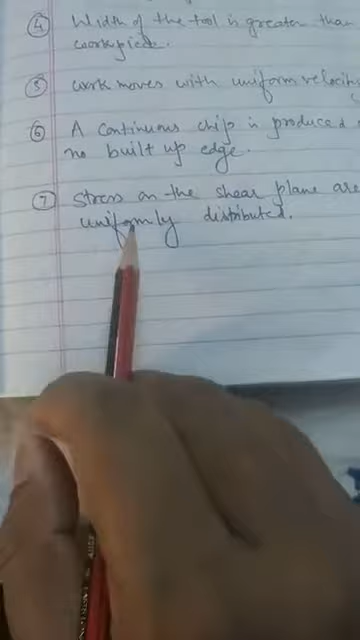 ④ Width of the tool is greater than
workpiece.
⑤ work moves with uniform velocity
⑥ A continuous chip is produced
no built up edge.
⑦ stress on the shear plane are
uniformly distributed.